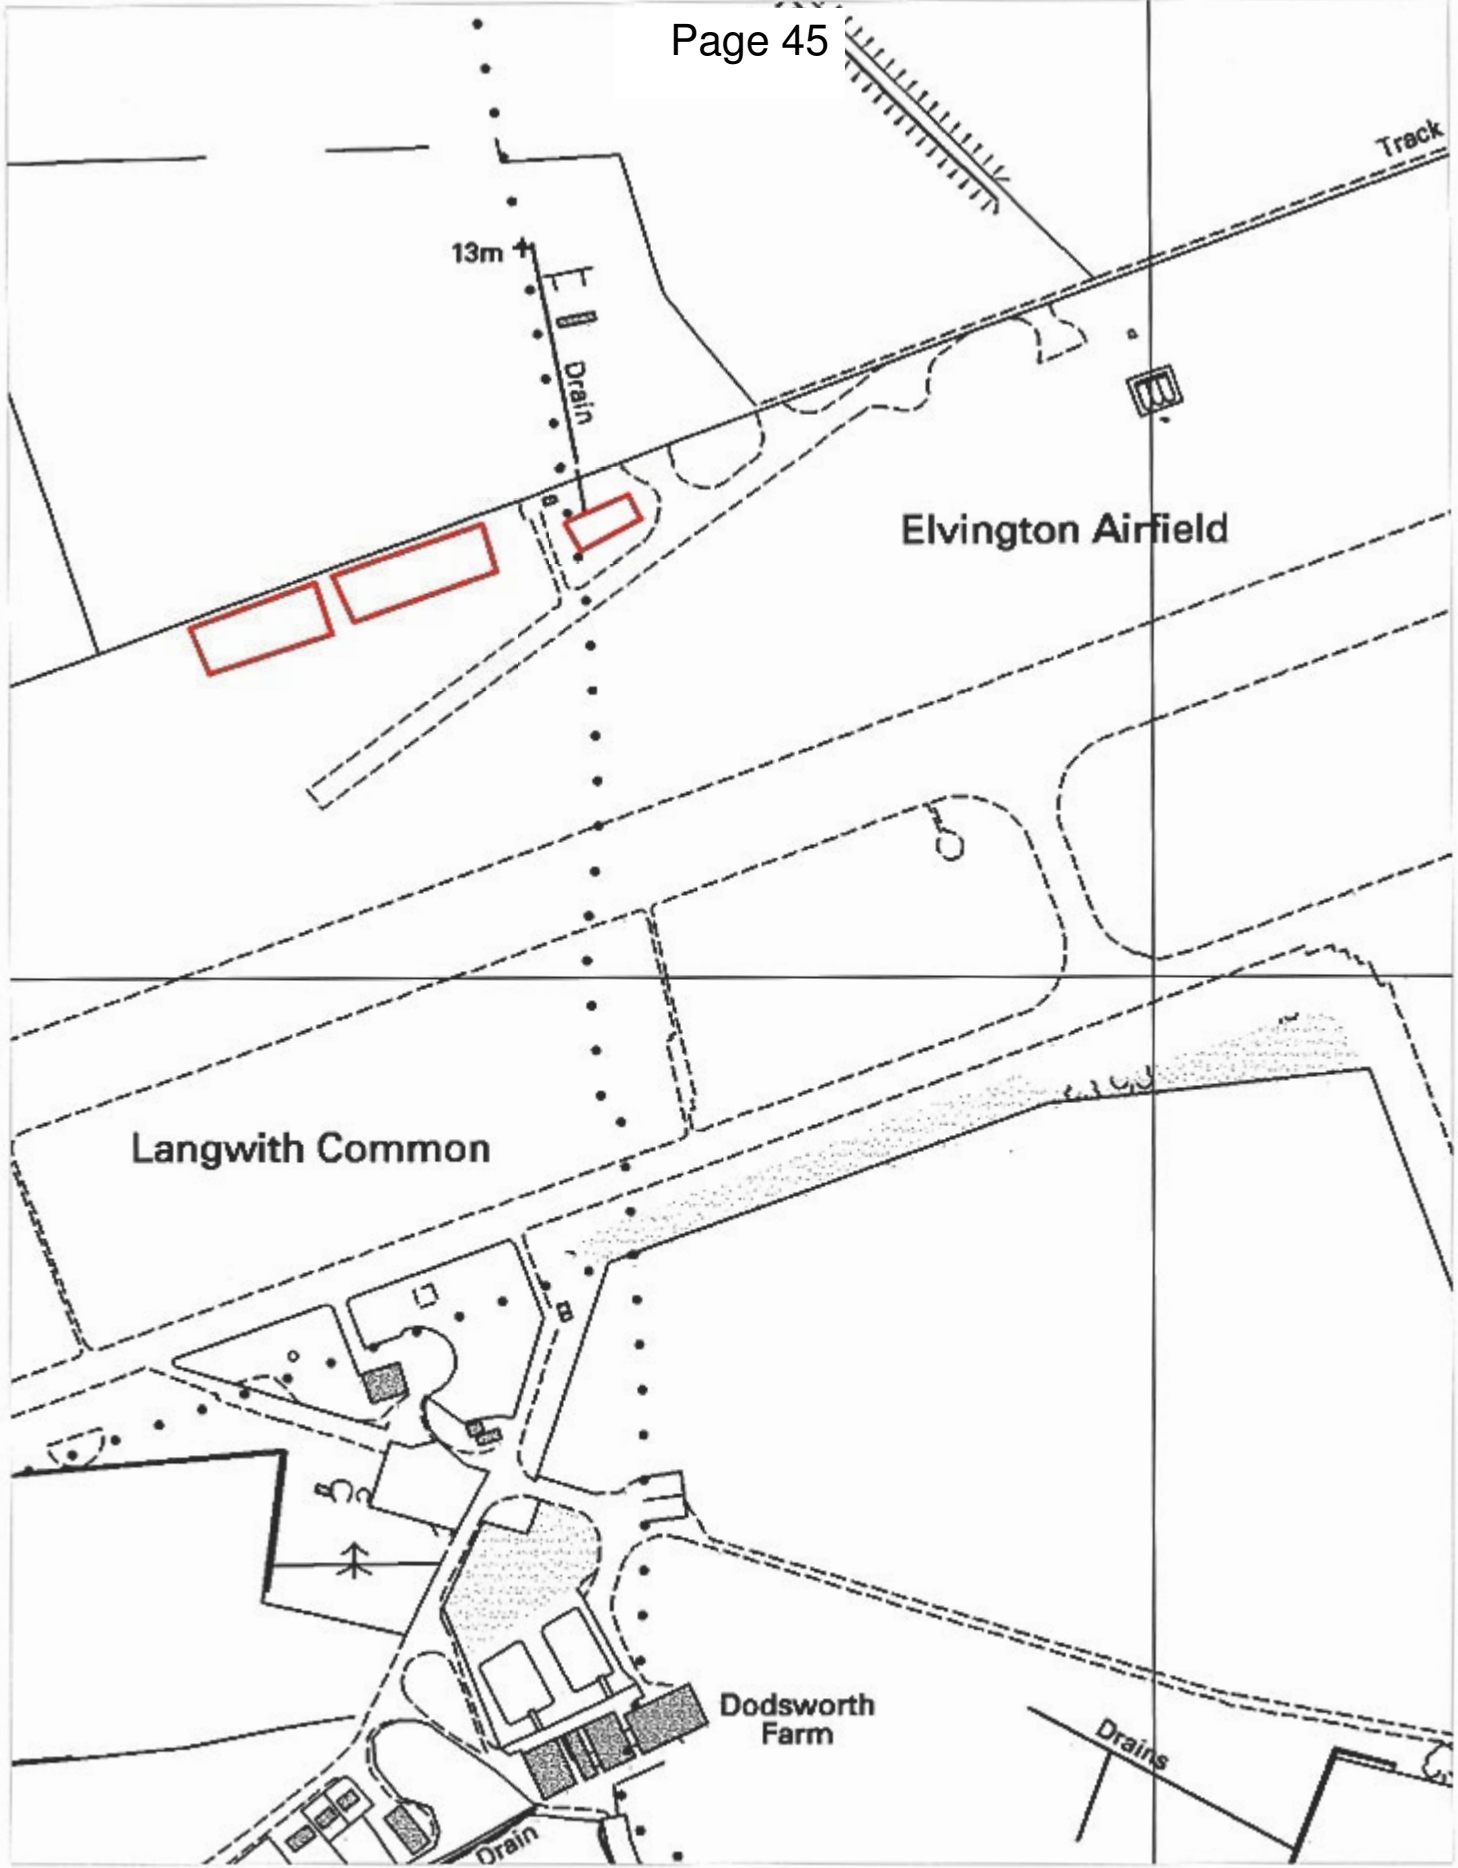 Page 45
Track
13m
Drain
Elvington Airfield
Langwith Common
Dodsworth
Farm
Drains
Drain